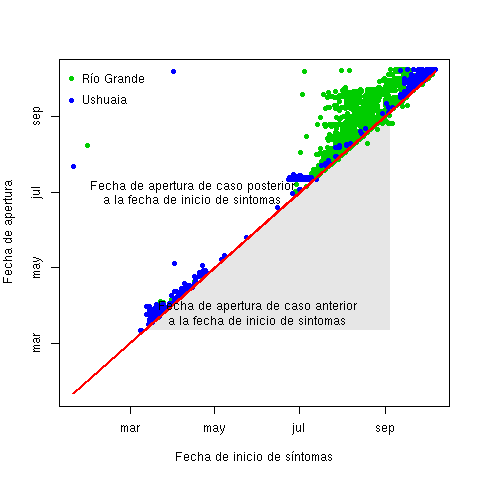 Río Grande
Ushuaia
Fecha de apertura de caso posterior
a la fecha de inicio de sintomas
cha de apertura de caso anterior
a la fecha de inicio de sintomas
Fecha de apertura
mar
may
jul
sep
mar
may
jul
sep
Fecha de inicio de síntomas